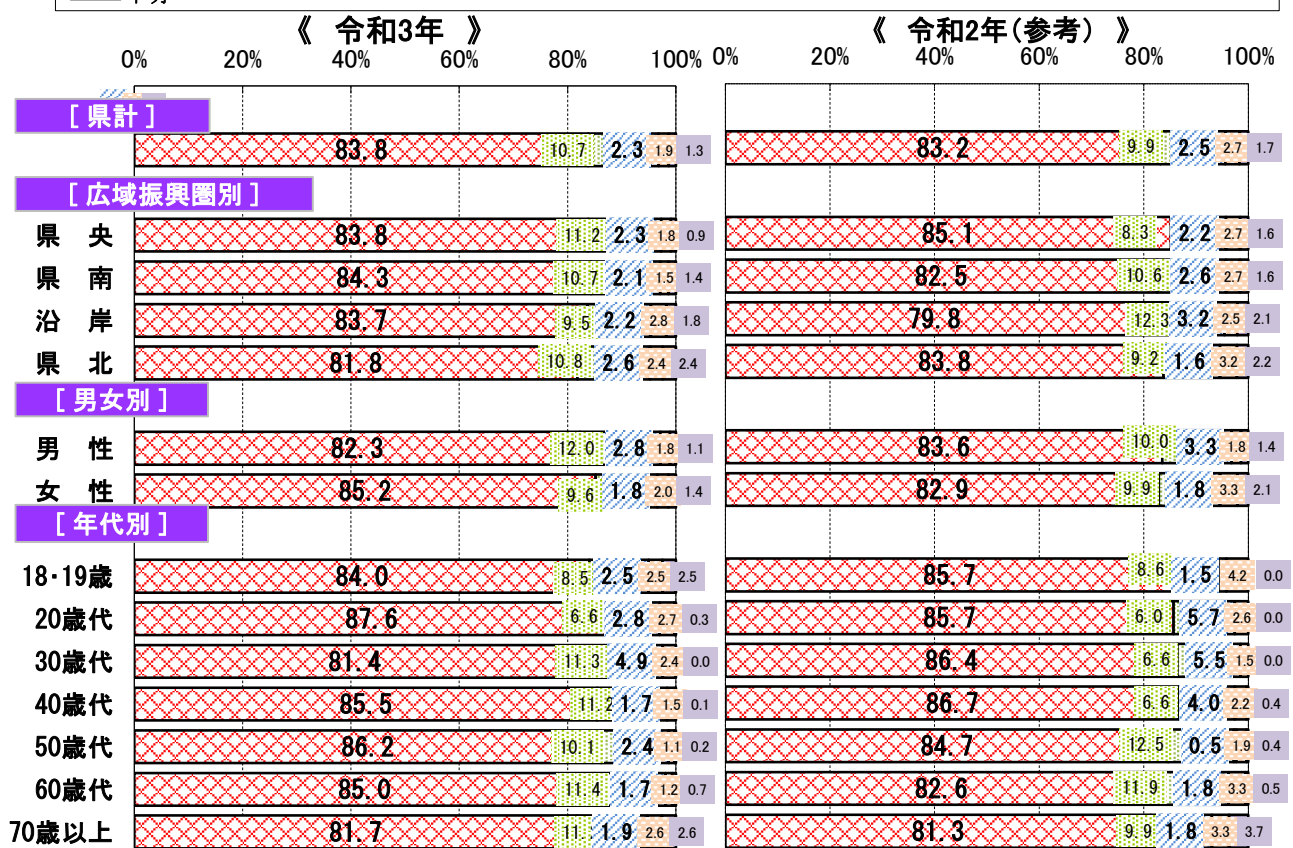 《 令和3年 》 《 令和2年(参考) 》
0% 20% 40% 60% 80% 100% 0% 20% 40% 60% 80% 100%
[ 県計 ]
83.8 10.7 2.3 1.9 1.3 83.2 9.9 2.5 2.7 1.7
[ 広域振興圏別 ]
県 央 83.8 11.2 2.3 1.8 0.9 85.1 8.3 2.2 2.7 1.6
県 南 84.3 10.7 2.1 1.5 1.4 82.5 10.6 2.6 2.7 1.6
沿 岸 83.7 9.5 2.2 2.8 1.8 79.8 12.3 3.2 2.5 2.1
県 北 81.8 10.8 2.6 2.4 2.4 83.8 9.2 1.6 3.2 2.2
[ 男女別 ]
男 性 82.3 12.0 2.8 1.8 1.1 83.6 10.0 3.3 1.8 1.4
女 性 85.2 9.6 1.8 2.0 1.4 82.9 9.9 1.8 3.3 2.1
[ 年代別 ]
18・19歳 84.0 8.5 2.5 2.5 2.5 85.7 8.6 1.5 4.2 0.0
20歳代 87.6 6.6 2.8 2.7 0.3 85.7 6.0 5.7 2.6 0.0
30歳代 81.4 11.3 4.9 2.4 0.0 86.4 6.6 5.5 1.5 0.0
40歳代 85.5 11.2 1.7 1.5 0.1 86.7 6.6 4.0 2.2 0.4
50歳代 86.2 10.1 2.4 1.1 0.2 84.7 12.5 0.5 1.9 0.4
60歳代 85.0 11.4 1.7 1.2 0.7 82.6 11.9 1.8 3.3 0.5
70歳以上 81.7 11. 1.9 2.6 2.6 81.3 9.9 1.8 3.3 3.7